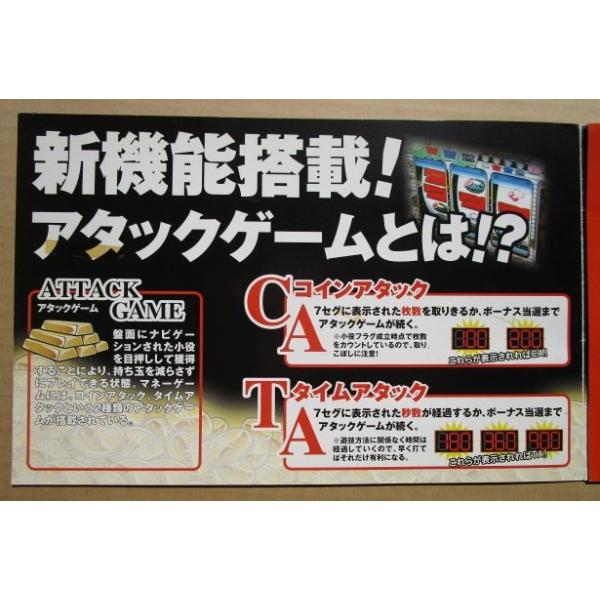 新機能搭載!
アタックゲームとは!?
ATTACK
GAME
アタックゲーム
盤面にナビゲー
ションされた小役
を目押しして獲得
することにより、持ち玉を減らさず
にプレイできる状態。マネーゲー
ムには、コインアタック、タイムア
タックという2種類のアタックゲー
ムが搭載されている。
CA
コインアタック
7セグに表示された枚数を取りきるか、ボーナス当選まで
アタックゲームが続く。
※小役フラグ成立時点で枚数
をカウントしているので、取り
こぼしに注意!
これらが表示されればCA!
TA
タイムアタック
7セグに表示された秒数が経過するか、ボーナス当選まで
アタックゲームが続く。
※遊技方法に関係なく時間は
経過していくので、早く打て
ばそれだけ有利になる。
これらが表示されればTA!